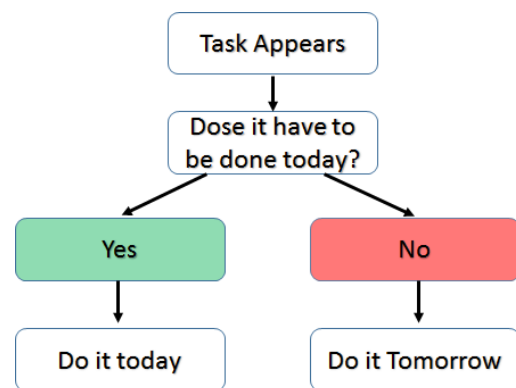 Task Appears
Dose it have to
be done today?
Yes
No
Do it today
Do it Tomorrow